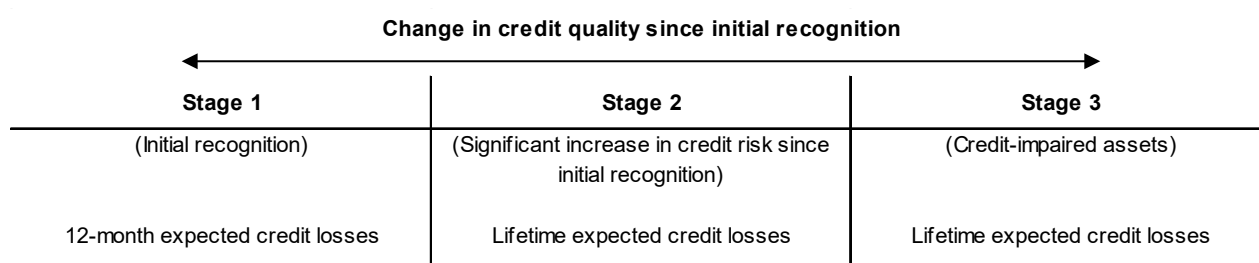 Change in credit quality since initial recognition
Stage 1
Stage 2
Stage 3
(Initial recognition)
(Significant increase in credit risk since
initial recognition)
(Credit-impaired assets)
12-month expected credit losses
Lifetime expected credit losses
Lifetime expected credit losses